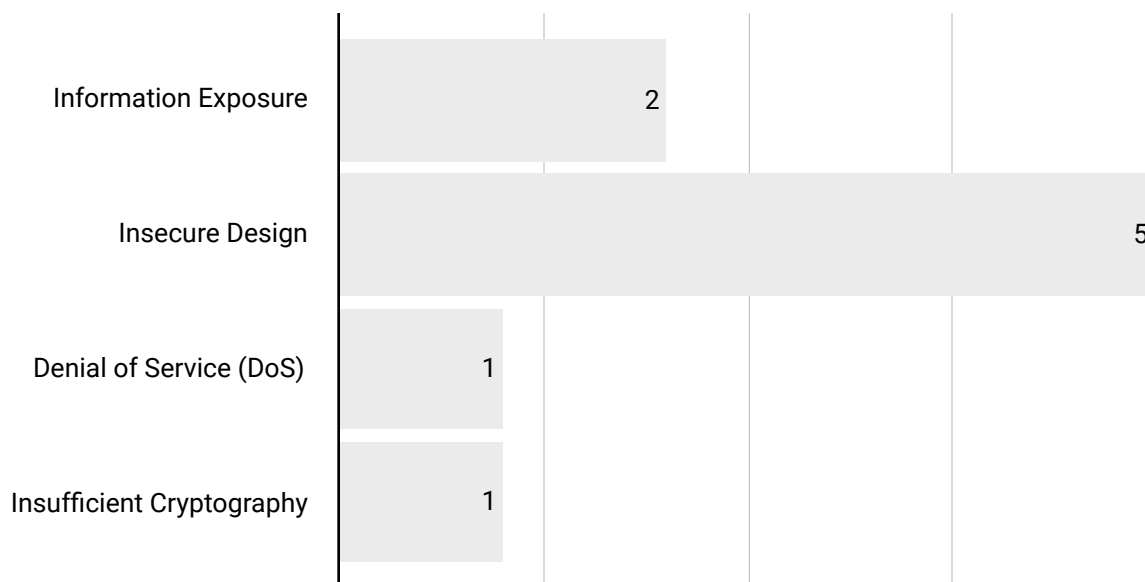 Information Exposure
2
Insecure Design
5
Denial of Service (DoS)
1
Insufficient Cryptography
1